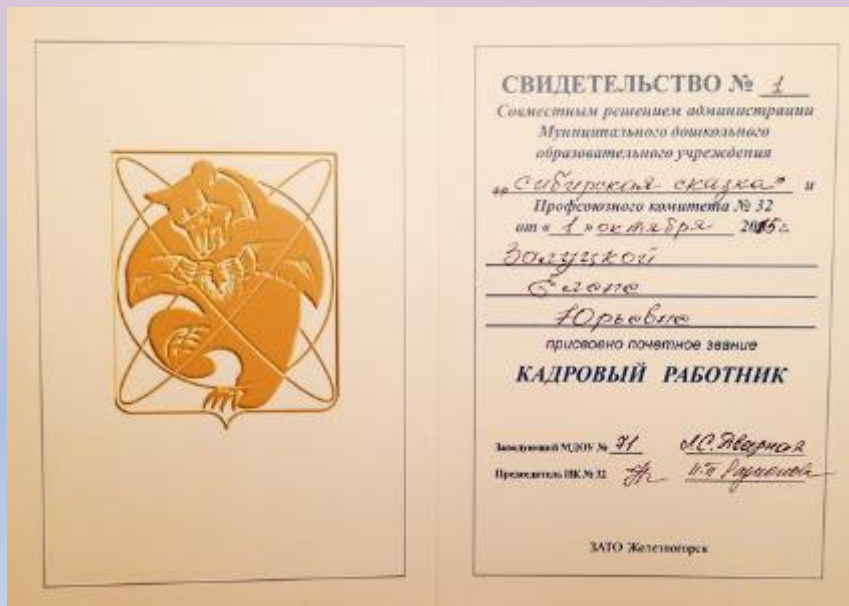 СВИДЕТЕЛЬСТВО № 1
Совместным решением администрации
Муниципального дошкольного
образовательного учреждения
„Сибирская сказка" и
Профсоюзного комитета № 32
от « 1 » октября 2015г.
Залуцкой
Елене
Юрьевне
присвоено почетное звание
КАДРОВЫЙ РАБОТНИК
Заведующий МДОУ № 71
Председатель ПК № 32
ЗАТО Железногорск